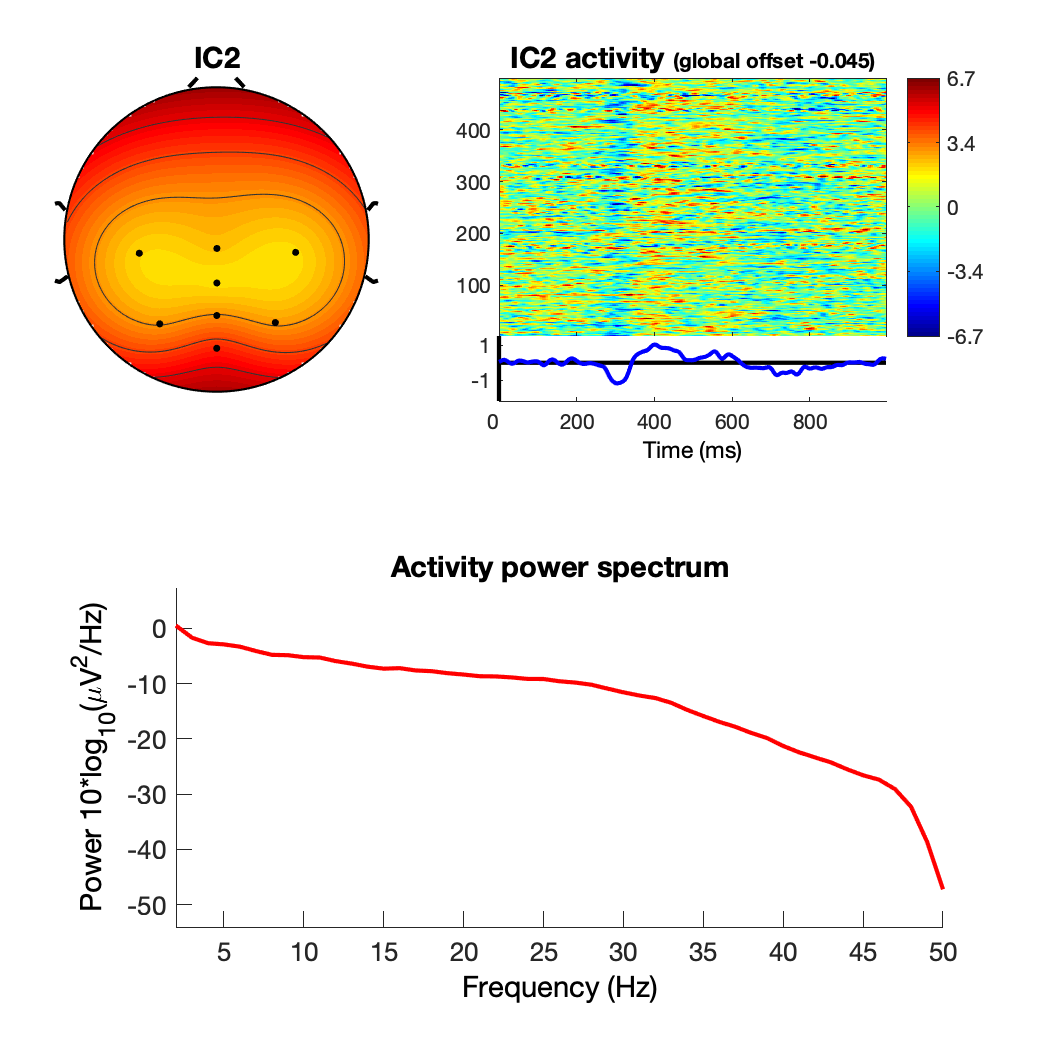 IC2
IC2 activity (global offset -0.045)
6.7
3.4
0
-3.4
-6.7
400
300
200
100
1
-1
0 200 400 600 800
Time (ms)
Activity power spectrum
Power 10*log10(μV2/Hz)
0
-10
-20
-30
-40
-50
5 10 15 20 25 30 35 40 45 50
Frequency (Hz)